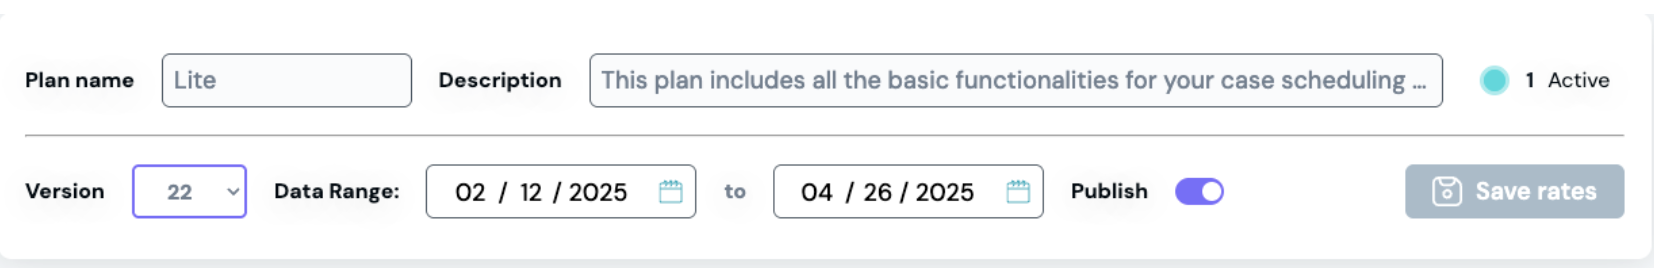 Plan name Lite Description This plan includes all the basic functionalities for your case scheduling ... 1 Active
Version 22 Data Range: 02 / 12 / 2025 to 04 / 26 / 2025 Publish Save rates